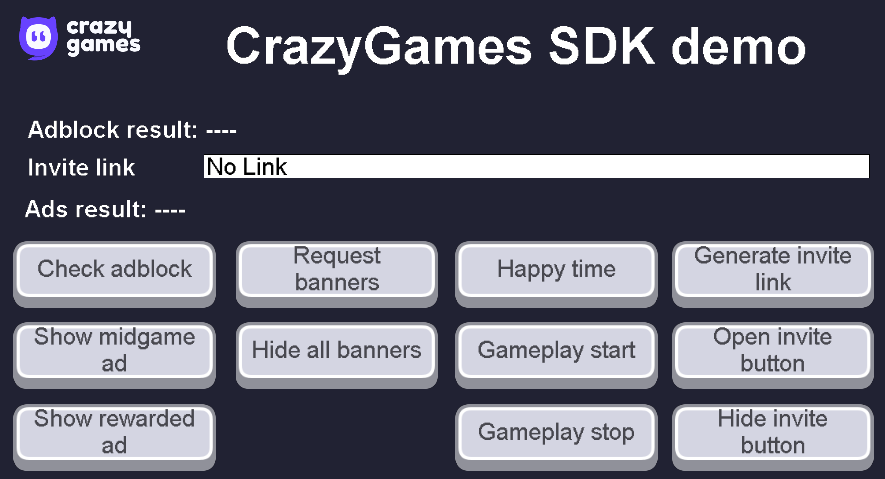 crazy
games
CrazyGames SDK demo
Adblock result: ----
Invite link
No Link
Ads result: ----
Check adblock
Request
banners
Happy time
Generate invite
link
Show midgame
ad
Hide all banners
Gameplay start
Open invite
button
Show rewarded
ad
Gameplay stop
Hide invite
button